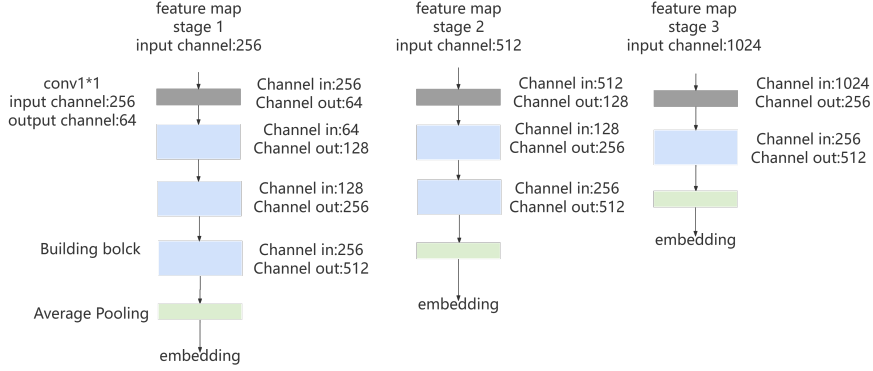 feature map
stage 1
input channel:256
conv1*1
input channel:256
output channel:64
Channel in:256
Channel out:64
Channel in:64
Channel out:128
Channel in:128
Channel out:256
Building bolck
Channel in:256
Channel out:512
Average Pooling
embedding
feature map
stage 2
input channel:512
Channel in:512
Channel out:128
Channel in:128
Channel out:256
Channel in:256
Channel out:512
embedding
feature map
stage 3
input channel:1024
Channel in:1024
Channel out:256
Channel in:256
Channel out:512
embedding